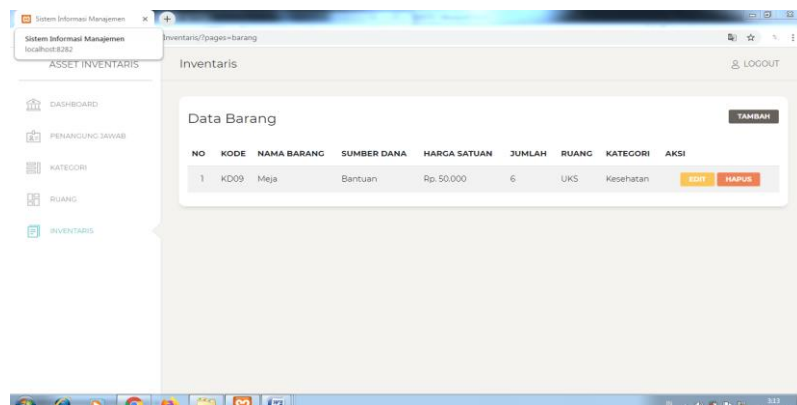 Sistem Informasi Manajemen
Sistem Informasi Manajemen
localhost:8282
Inventaris/?pages=barang
ASSET INVENTARIS
Inventaris
LOGOUT
DASHBOARD
PENANGUNG JAWAB
KATEGORI
RUANG
INVENTARIS
Data Barang
TAMBAH
NO KODE NAMA BARANG SUMBER DANA HARGA SATUAN JUMLAH RUANG KATEGORI AKSI
1 KD09 Meja Bantuan Rp. 50.000 6 UKS Kesehatan EDIT HAPUS
3:13